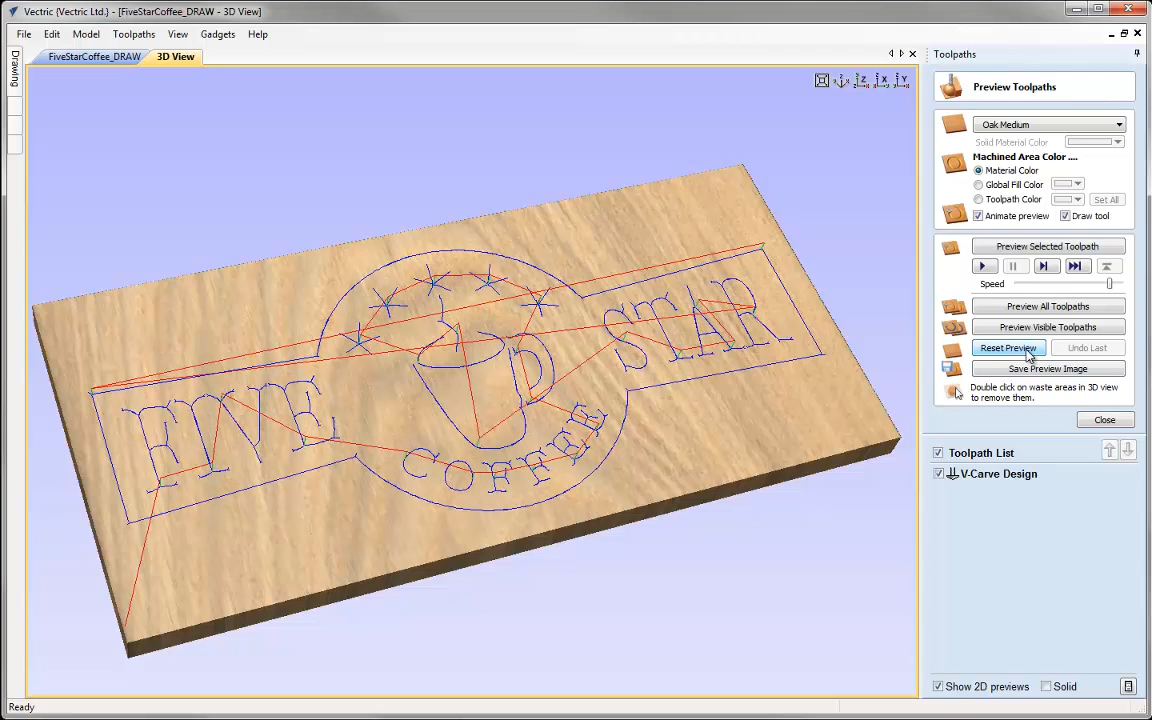 Vectric {Vectric Ltd.} - [FiveStarCoffee_DRAW - 3D View]
File Edit Model Toolpaths View Gadgets Help
Drawing
FiveStarCoffee_DRAW
3D View
Z X Y
FIVE STAR
COFFEE
Toolpaths
Preview Toolpaths
Oak Medium
Solid Material Color
Machined Area Color ....
Material Color
Global Fill Color
Toolpath Color Set All
Animate preview Draw tool
Preview Selected Toolpath
Speed
Preview All Toolpaths
Preview Visible Toolpaths
Reset Preview Undo Last
Save Preview Image
Double click on waste areas in 3D view
to remove them.
Close
Toolpath List
V-Carve Design
Show 2D previews Solid
Ready